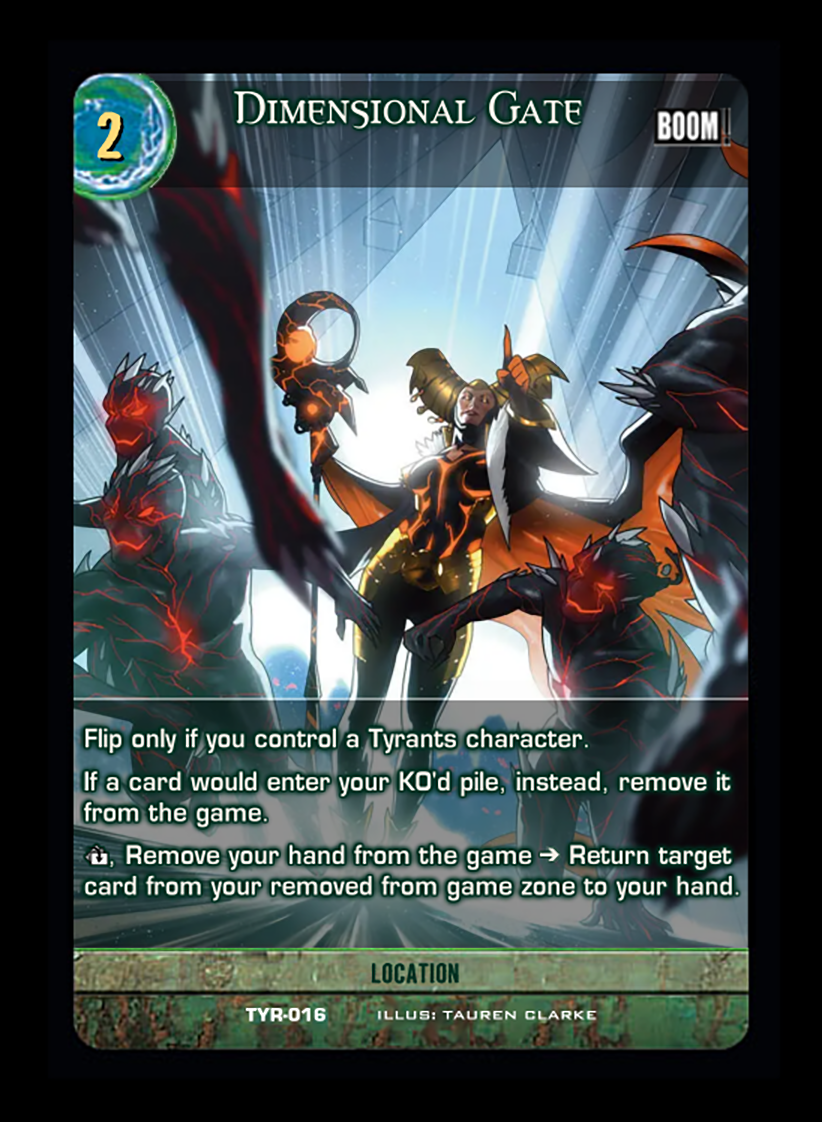 2
Dimensional Gate
BOOM!
Flip only if you control a Tyrants character.
If a card would enter your KO'd pile, instead, remove it
from the game.
, Remove your hand from the game → Return target
card from your removed from game zone to your hand.
LOCATION
TYR-016 ILLUS: TAUREN CLARKE